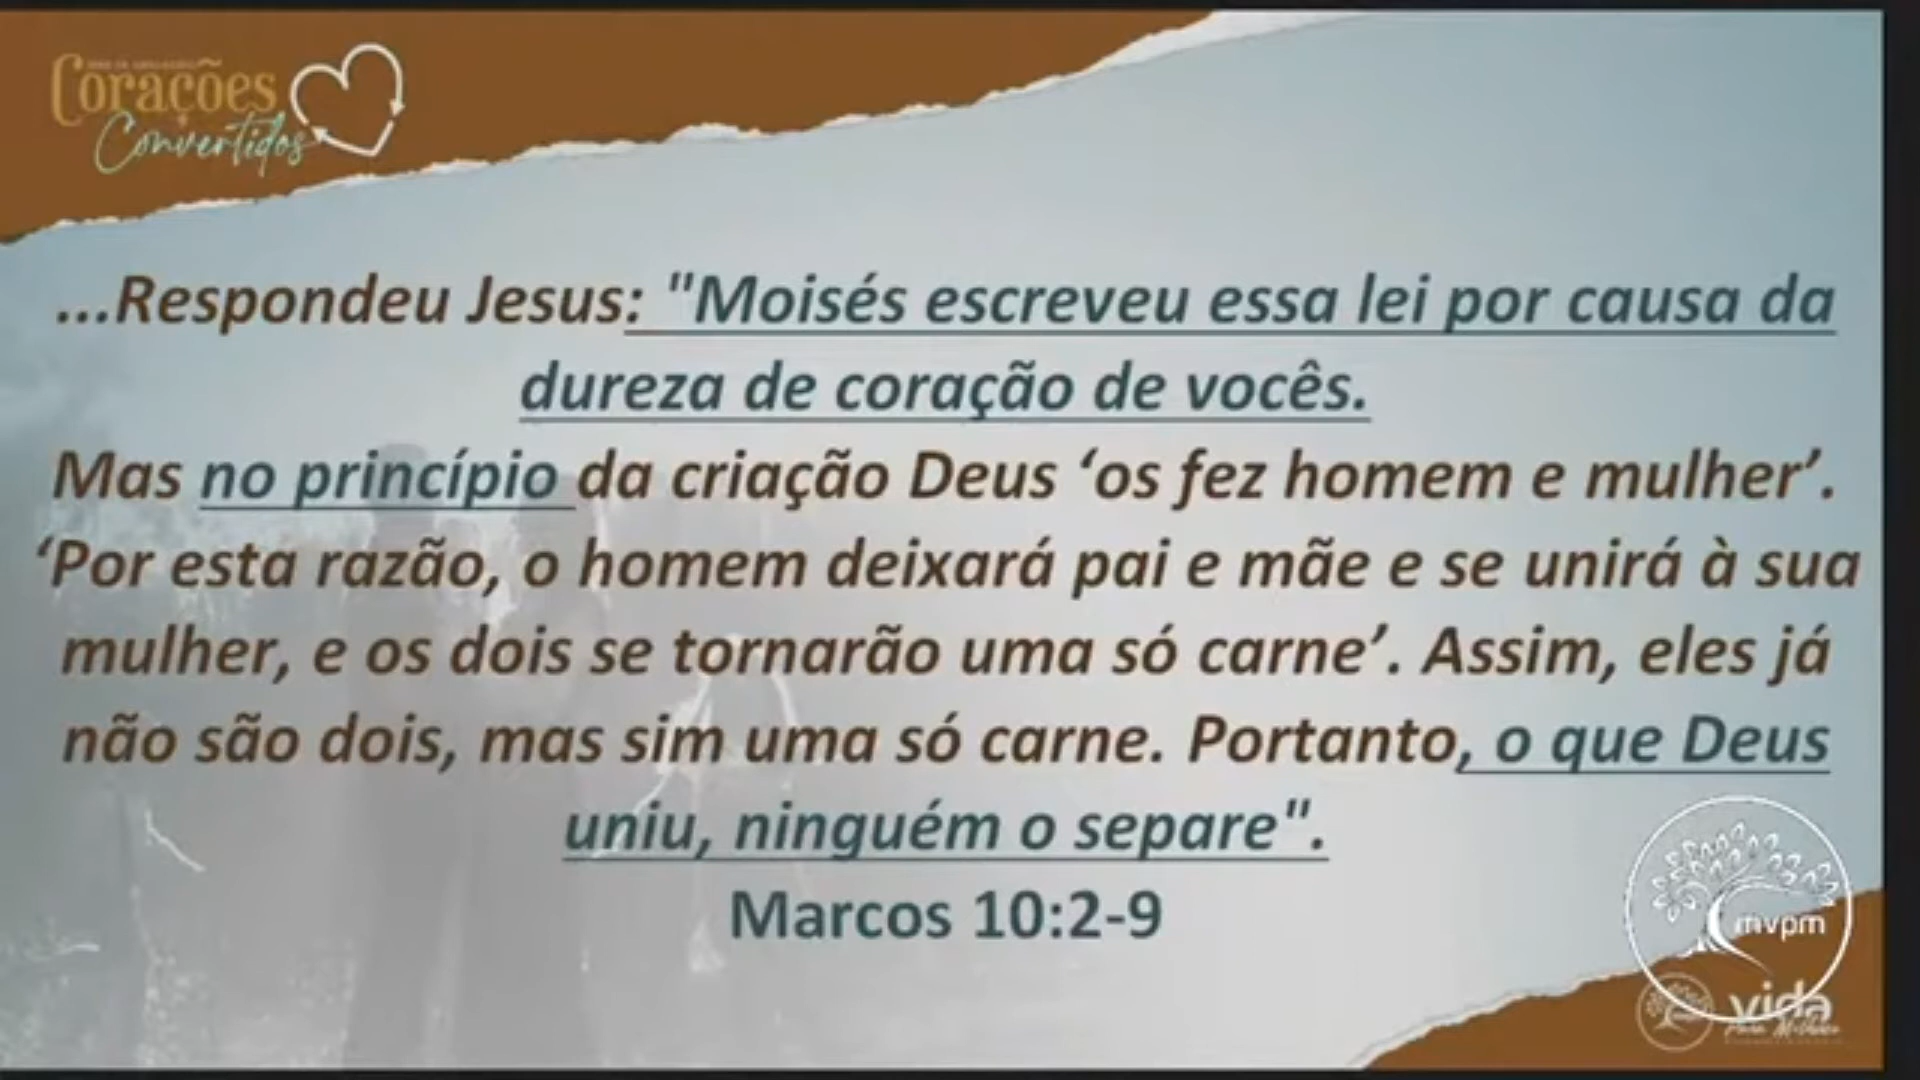 Corações
Convertidos
...Respondeu Jesus: "Moisés escreveu essa lei por causa da
dureza de coração de vocês.
Mas no princípio da criação Deus ‘os fez homem e mulher’.
‘Por esta razão, o homem deixará pai e mãe e se unirá à sua
mulher, e os dois se tornarão uma só carne’. Assim, eles já
não são dois, mas sim uma só carne. Portanto, o que Deus
uniu, ninguém o separe".
Marcos 10:2-9
mvpm
vida